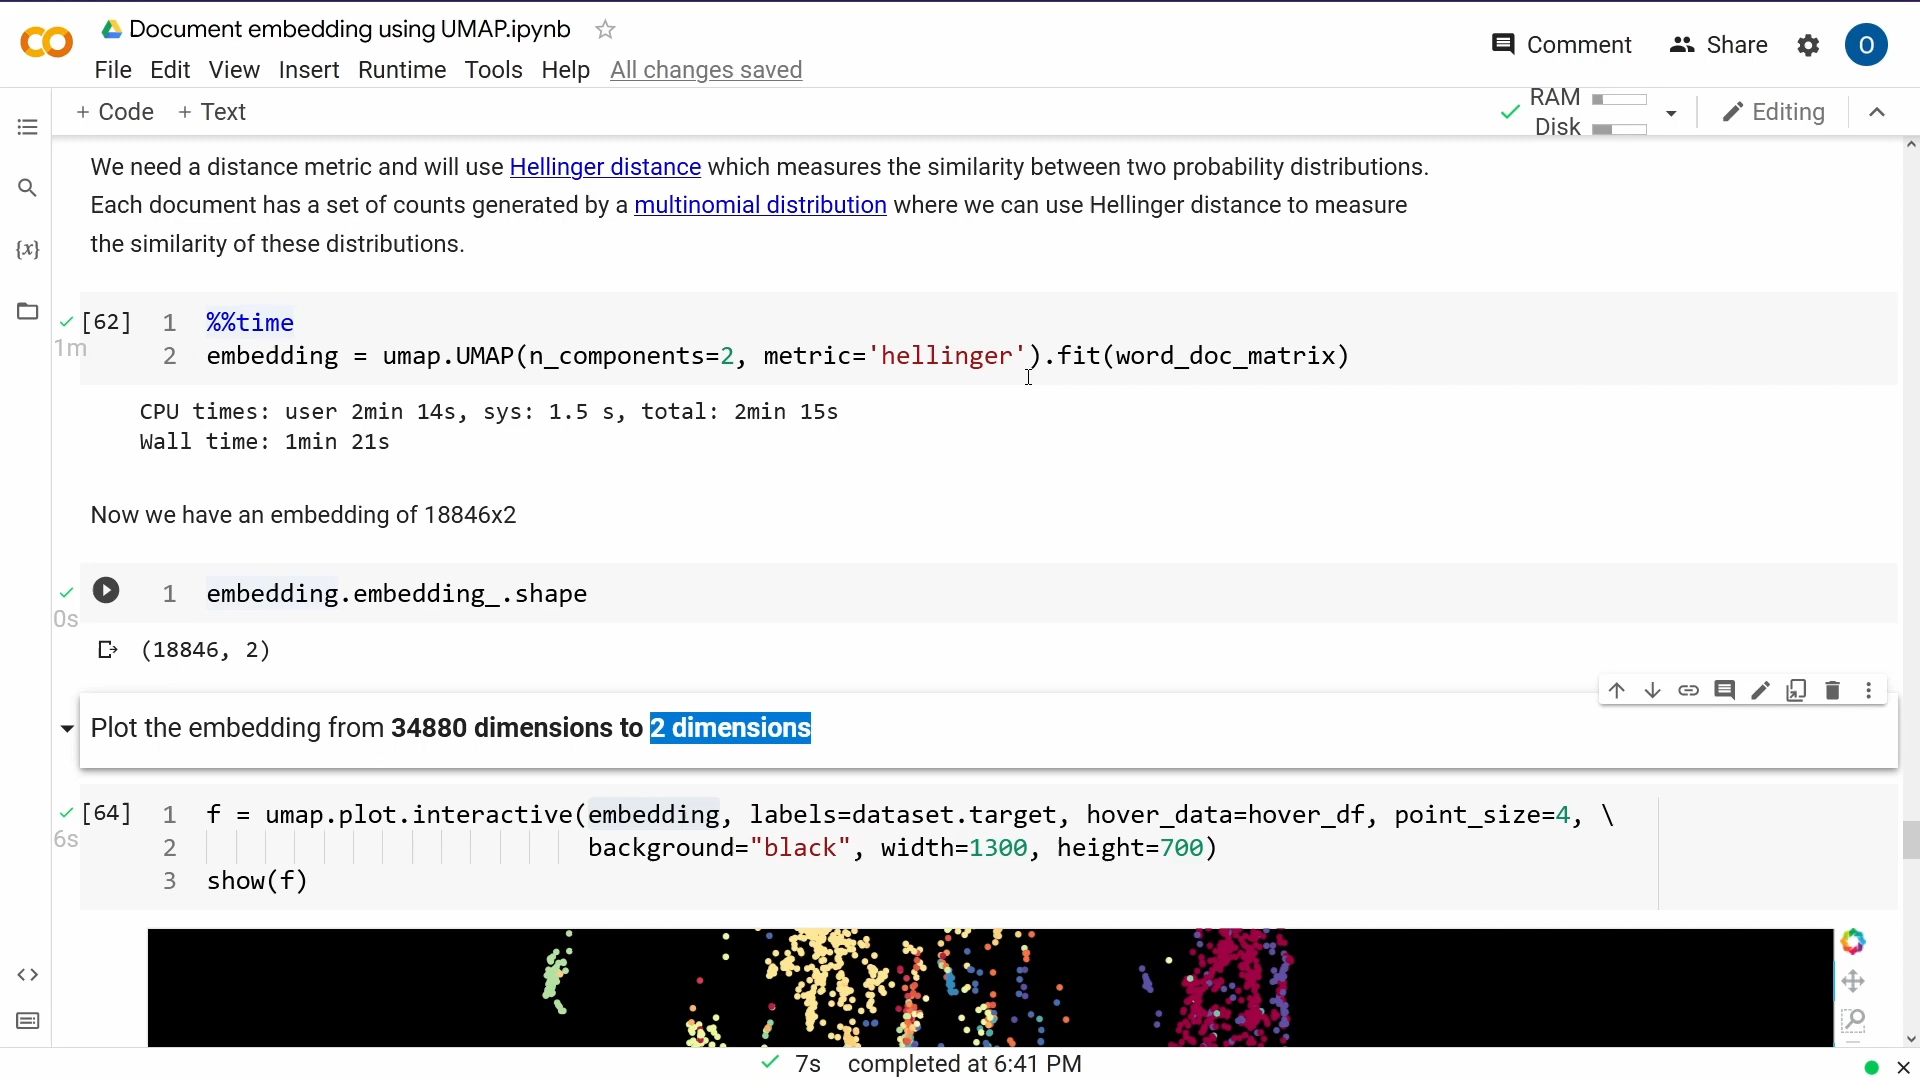 Document embedding using UMAP.ipynb
Comment
Share
O
File Edit View Insert Runtime Tools Help All changes saved
+ Code + Text
RAM
Disk
Editing
We need a distance metric and will use Hellinger distance which measures the similarity between two probability distributions.
Each document has a set of counts generated by a multinomial distribution where we can use Hellinger distance to measure
the similarity of these distributions.
{x}
[62] 1 %%time
1m 2 embedding = umap.UMAP(n_components=2, metric='hellinger').fit(word_doc_matrix)
CPU times: user 2min 14s, sys: 1.5 s, total: 2min 15s
Wall time: 1min 21s
Now we have an embedding of 18846x2
1 embedding.embedding_.shape
0s
(18846, 2)
Plot the embedding from 34880 dimensions to 2 dimensions
[64] 1 f = umap.plot.interactive(embedding, labels=dataset.target, hover_data=hover_df, point_size=4, \
6s 2 background="black", width=1300, height=700)
3 show(f)
7s completed at 6:41 PM